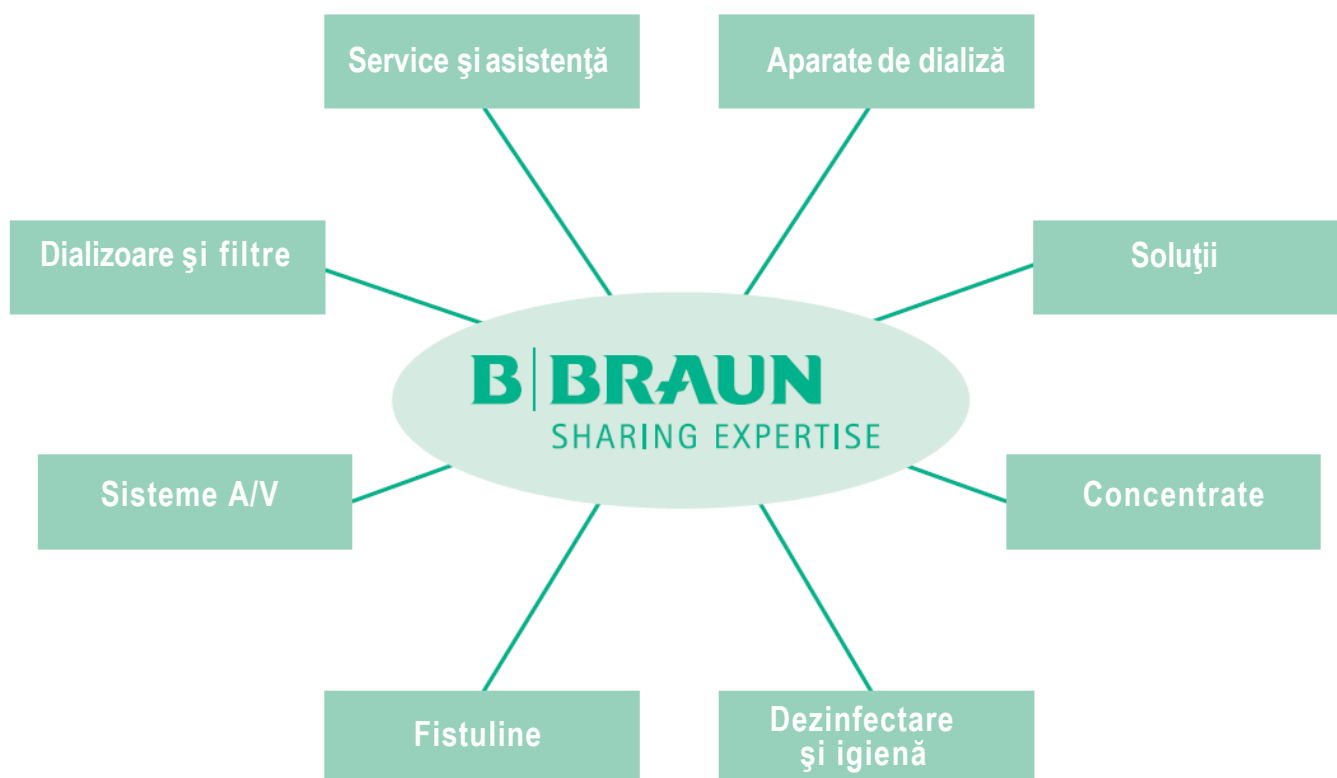 Service şi asistenţă
Aparate de dializă
Dializoare şi filtre
Soluţii
B|BRAUN
SHARING EXPERTISE
Sisteme A/V
Concentrate
Fistuline
Dezinfectare
şi igienă